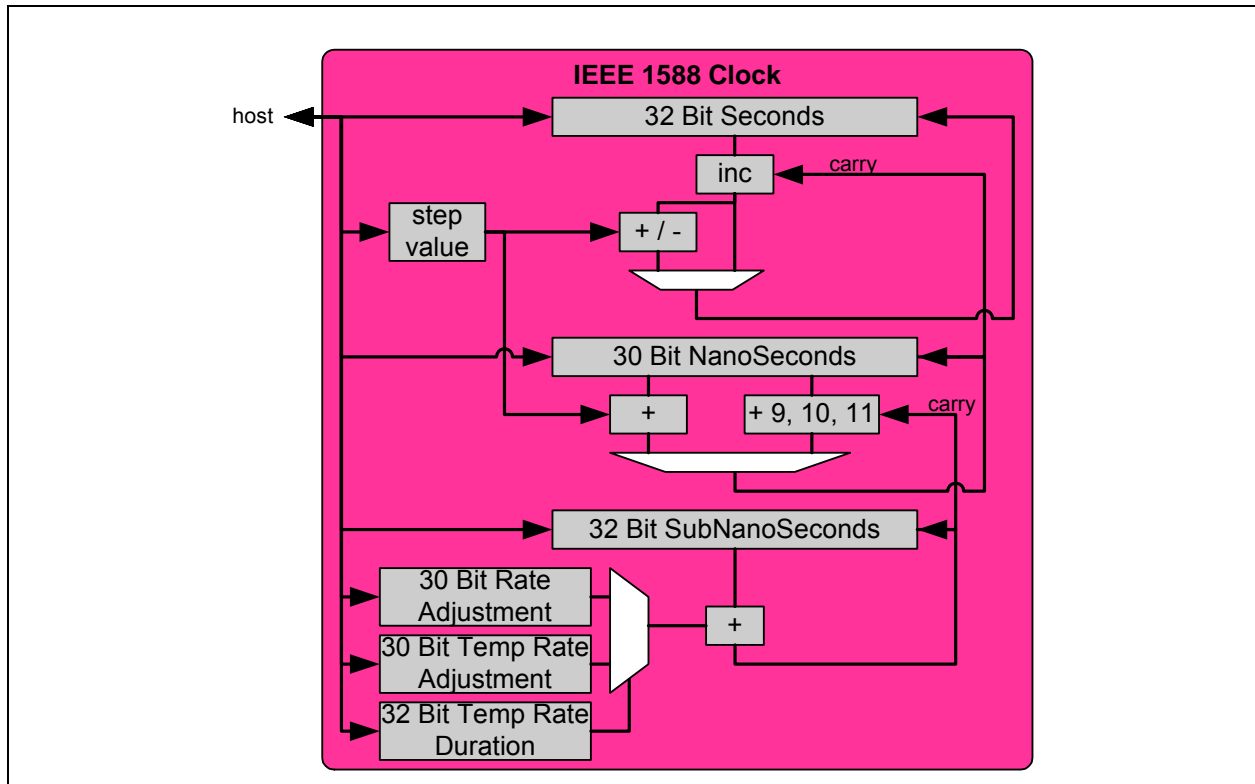 IEEE 1588 Clock
host
32 Bit Seconds
inc
carry
step
value
+ / -
30 Bit NanoSeconds
+
+ 9, 10, 11
carry
32 Bit SubNanoSeconds
30 Bit Rate
Adjustment
+
30 Bit Temp Rate
Adjustment
32 Bit Temp Rate
Duration